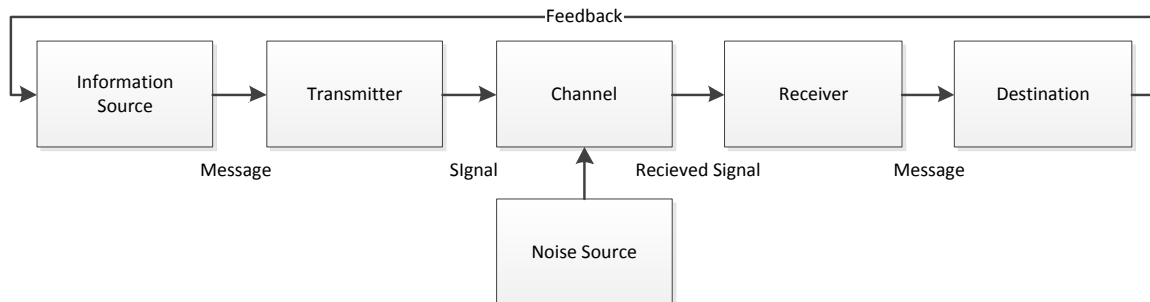 Feedback
Information
Source
Transmitter
Channel
Receiver
Destination
Message
SIgnal
Recieved Signal
Message
Noise Source